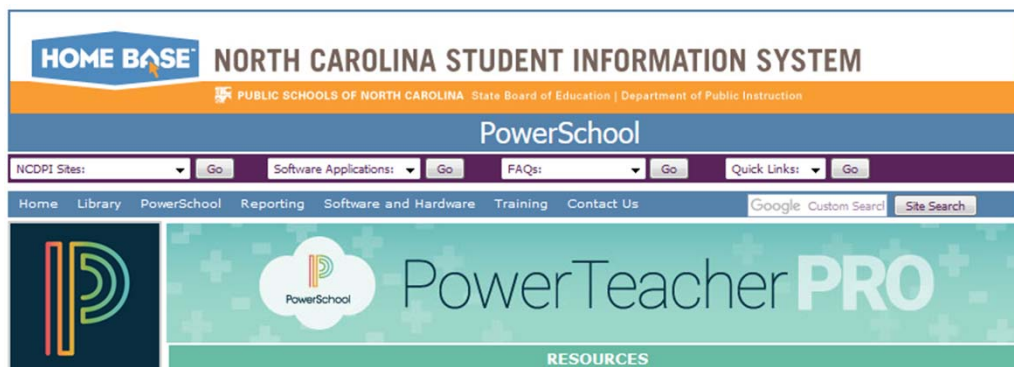 HOME BASE NORTH CAROLINA STUDENT INFORMATION SYSTEM
PUBLIC SCHOOLS OF NORTH CAROLINA State Board of Education | Department of Public Instruction
PowerSchool
NCDPI Sites: Go Software Applications: Go FAQs: Go Quick Links: Go
Home Library PowerSchool Reporting Software and Hardware Training Contact Us Google Custom Searcl Site Search
PowerSchool PowerTeacher PRO
RESOURCES